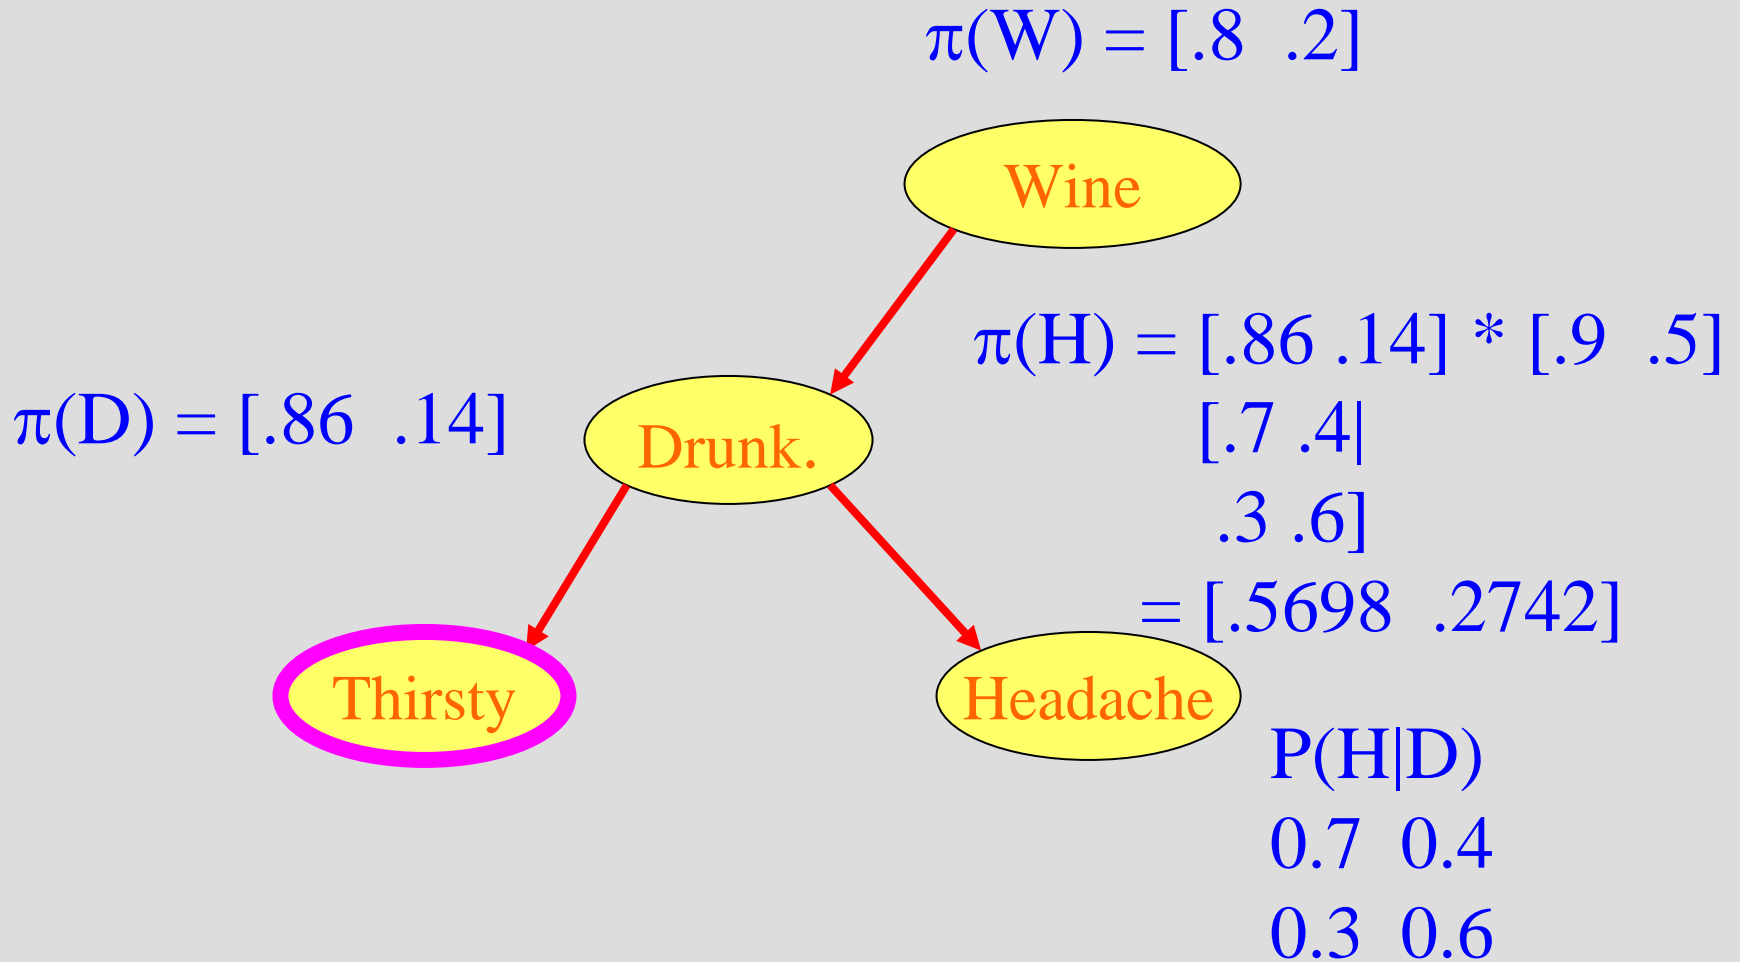 π(W) = [.8 .2]
Wine
π(H) = [.86 .14] * [.9 .5]
[.7 .4|
.3 .6]
= [.5698 .2742]
π(D) = [.86 .14]
Drunk.
Thirsty
Headache
P(H|D)
0.7 0.4
0.3 0.6